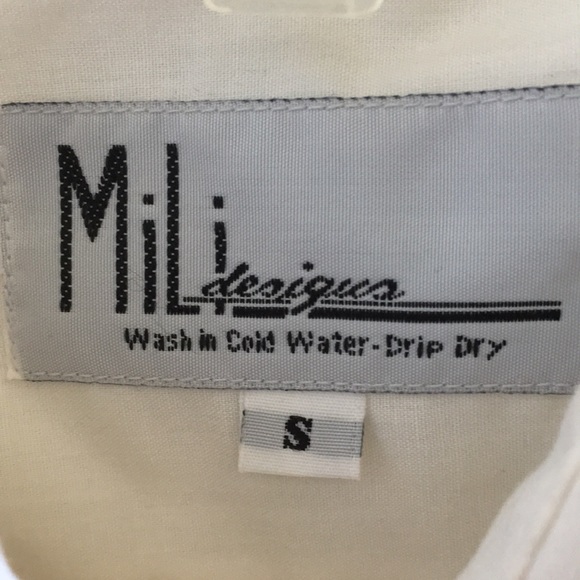 MiLi designs
Wash in Cold Water-Drip Dry
S